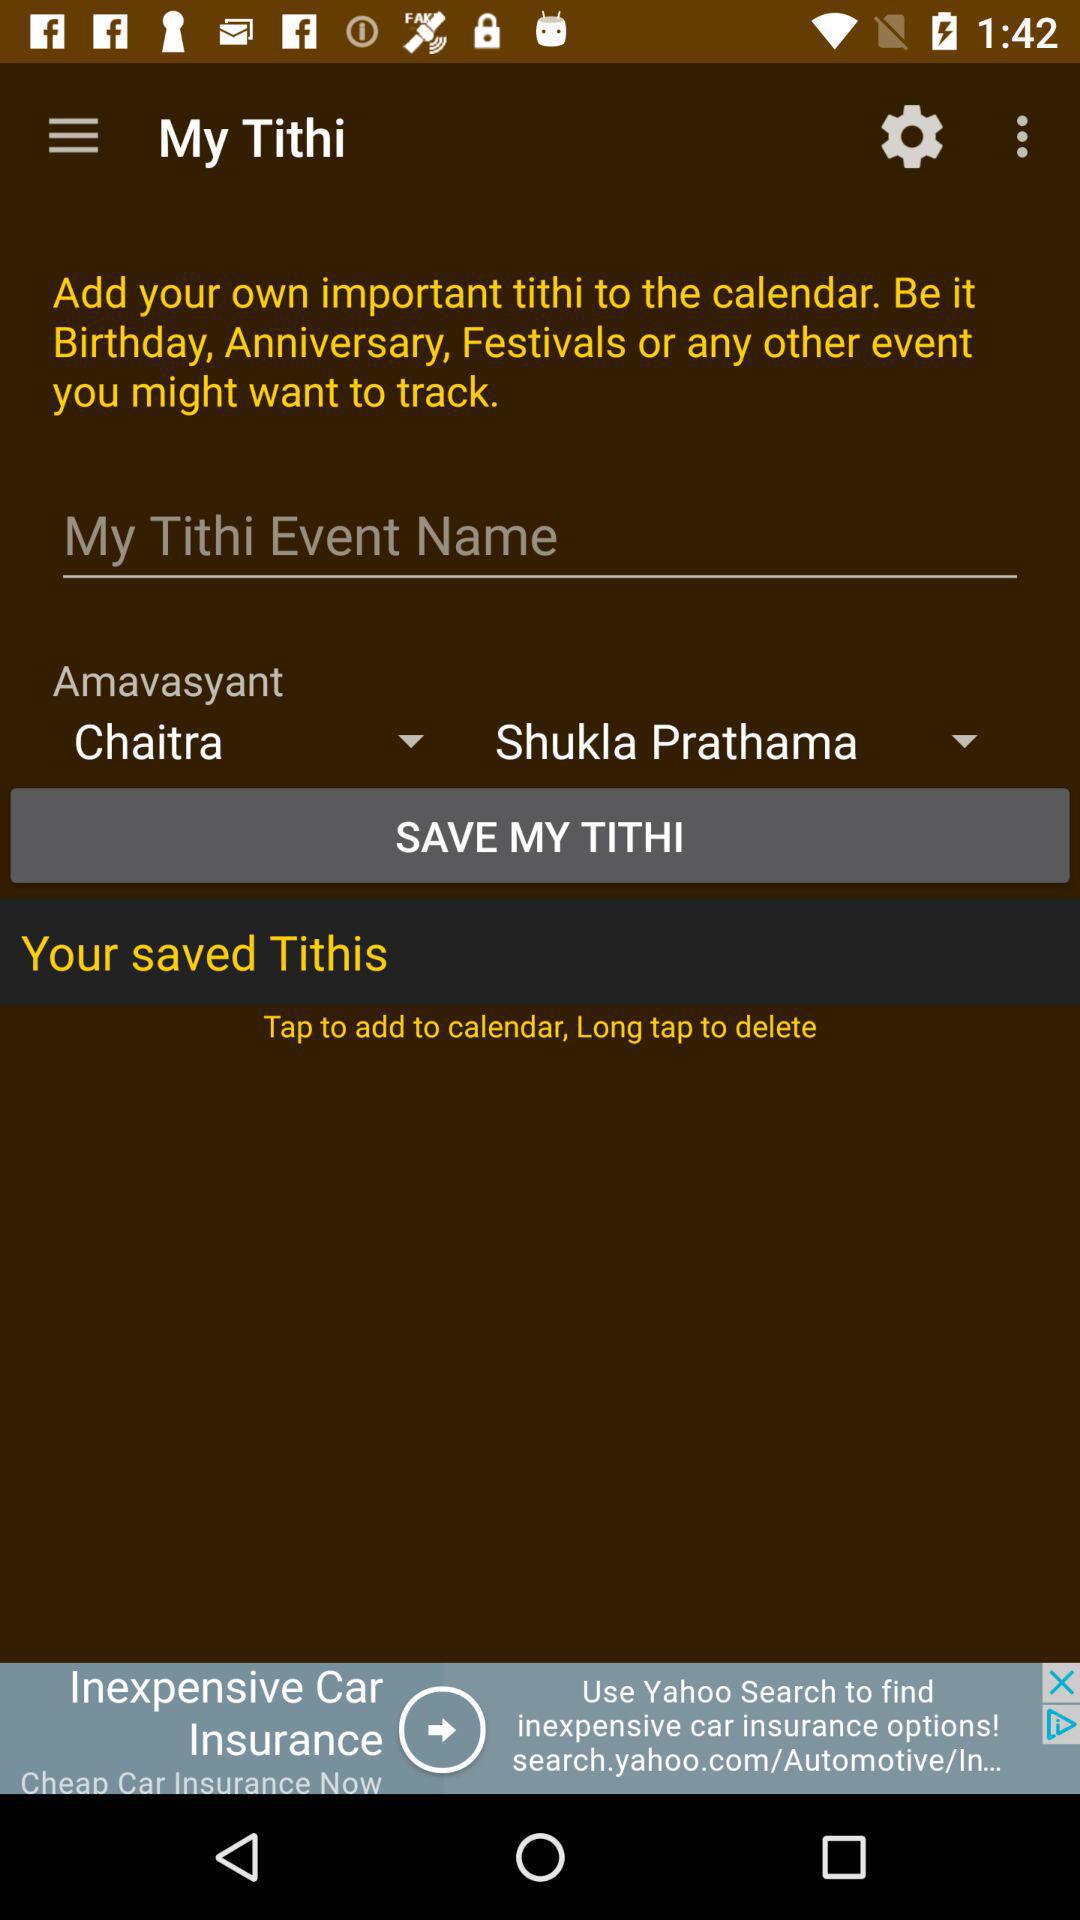 FAKE
1:42
My Tithi
Add your own important tithi to the calendar. Be it
Birthday, Anniversary, Festivals or any other event
you might want to track.
My Tithi Event Name
Amavasyant
Chaitra
Shukla Prathama
SAVE MY TITHI
Your saved Tithis
Tap to add to calendar, Long tap to delete
Inexpensive Car
Insurance
Cheap Car Insurance Now
Use Yahoo Search to find
inexpensive car insurance options!
search.yahoo.com/Automotive/In...